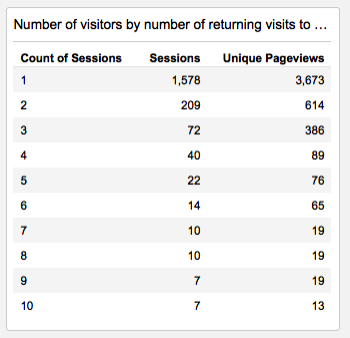 Number of visitors by number of returning visits to ...
Count of Sessions Sessions Unique Pageviews
1 1,578 3,673
2 209 614
3 72 386
4 40 89
5 22 76
6 14 65
7 10 19
8 10 19
9 7 19
10 7 13